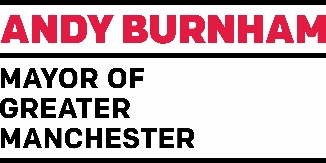 ANDY BURNHAM
MAYOR OF
GREATER
MANCHESTER